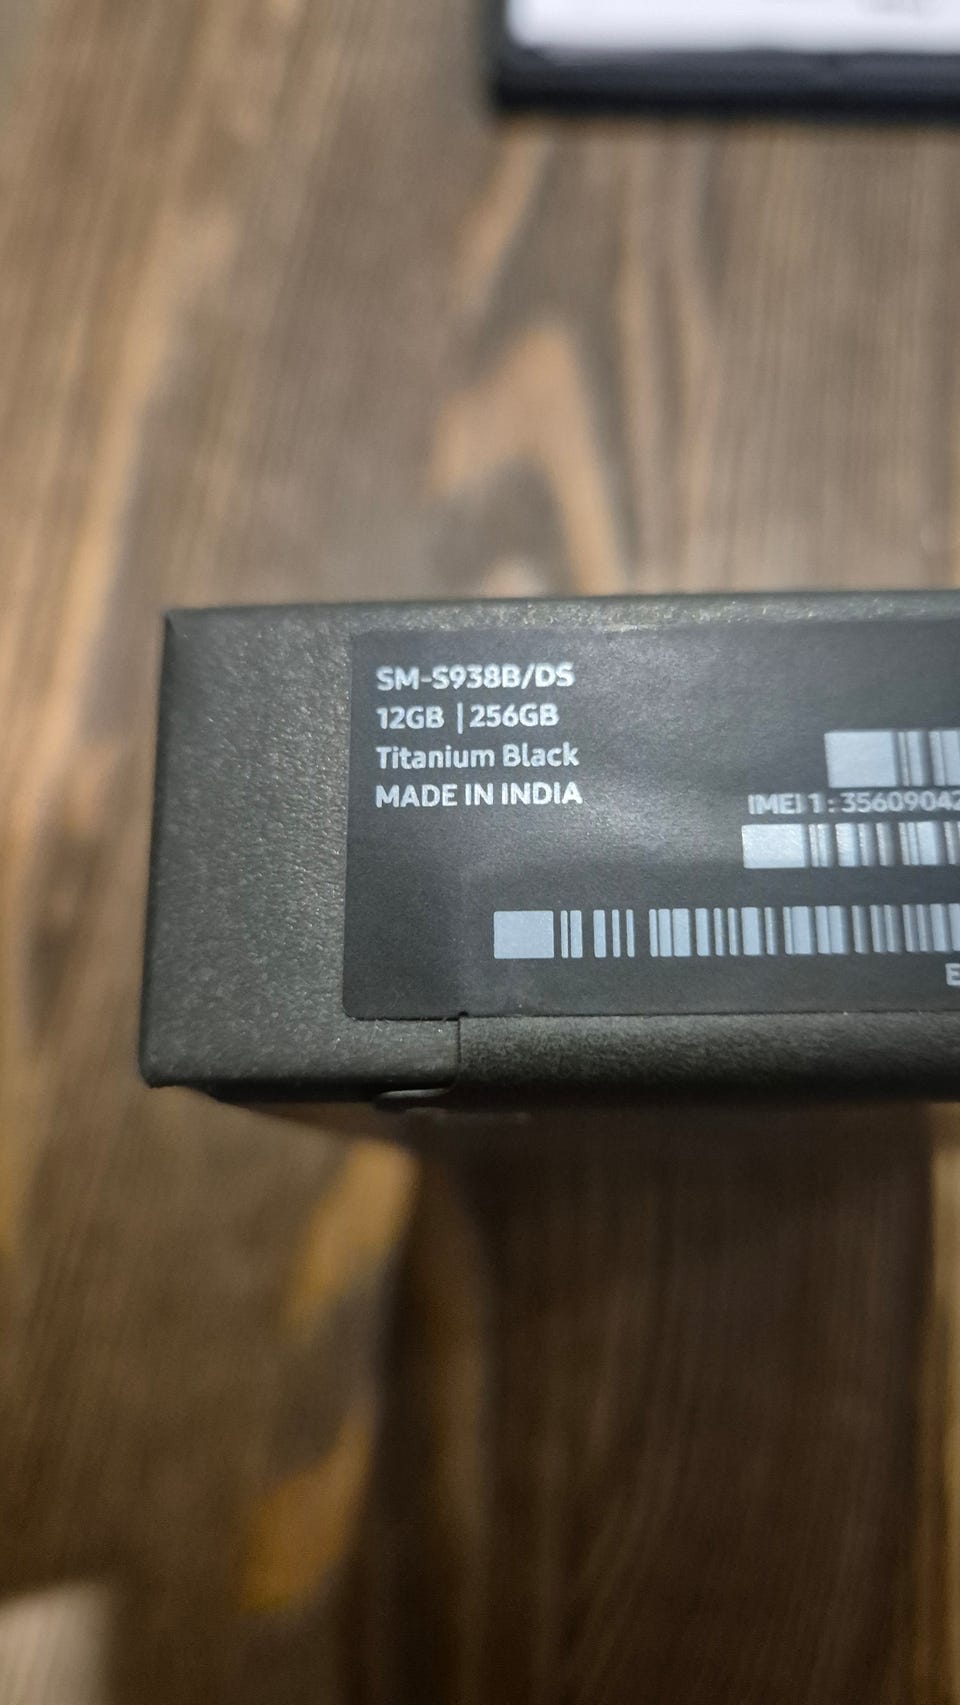 SM-S938B/DS
12GB | 256GB
Titanium Black
MADE IN INDIA
IMEI 1 : 35609042
E